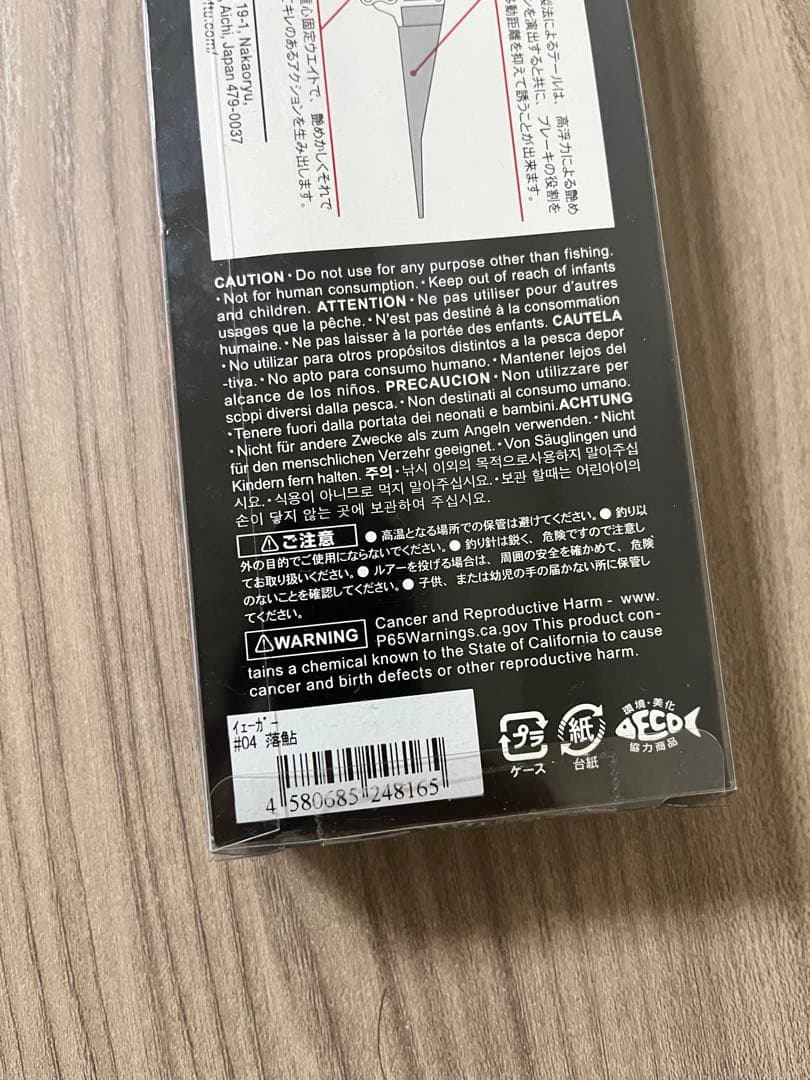 19-1, Nakaoryu,
, Aichi, Japan 479-0037
ftu.com/
心固定ウエイトで、艶めかしくそれで
キレのあるアクションを生み出します。
製法によるテールは、高浮力による艶め
ンを演出すると共に、ブレーキの役割を
移動距離を抑えて誘うことが出来ます。
CAUTION・Do not use for any purpose other than fishing.
・Not for human consumption.・Keep out of reach of infants
and children. ATTENTION・Ne pas utiliser pour d'autres
usages que la pêche.・N'est pas destiné à la consommation
humaine.・Ne pas laisser à la portée des enfants. CAUTELA
・No utilizar para otros propósitos distintos a la pesca depor
-tiva.・No apto para consumo humano.・Mantener lejos del
alcance de los niños. PRECAUCION・Non utilizzare per
scopi diversi dalla pesca.・Non destinati al consumo umano.
・Tenere fuori dalla portata dei neonati e bambini.ACHTUNG
・Nicht für andere Zwecke als zum Angeln verwenden.・Nicht
für den menschlichen Verzehr geeignet.・Von Säuglingen und
Kindern fern halten. 주의・낚시 이외의 목적으로사용하지 말아주십
시요.・식용이 아니므로 먹지 말아주십시요.・보관 할때는 어린아이의
손이 닿지 않는 곳에 보관하여 주십시요.
⚠ご注意 ●高温となる場所での保管は避けてください。●釣り以
外の目的でご使用にならないでください。●釣り針は鋭く、危険ですので注意し
てお取り扱いください。●ルアーを投げる場合は、周囲の安全を確かめて、危険
のないことを確認してください。●子供、または幼児の手の届かない所に保管し
てください。
⚠WARNING Cancer and Reproductive Harm - www.
P65Warnings.ca.gov This product con-
tains a chemical known to the State of California to cause
cancer and birth defects or other reproductive harm.
イェーガー
#04 落鮎
4 580685 248165
プラ
ケース
紙
台紙
環境・美化
ECO
協力商品